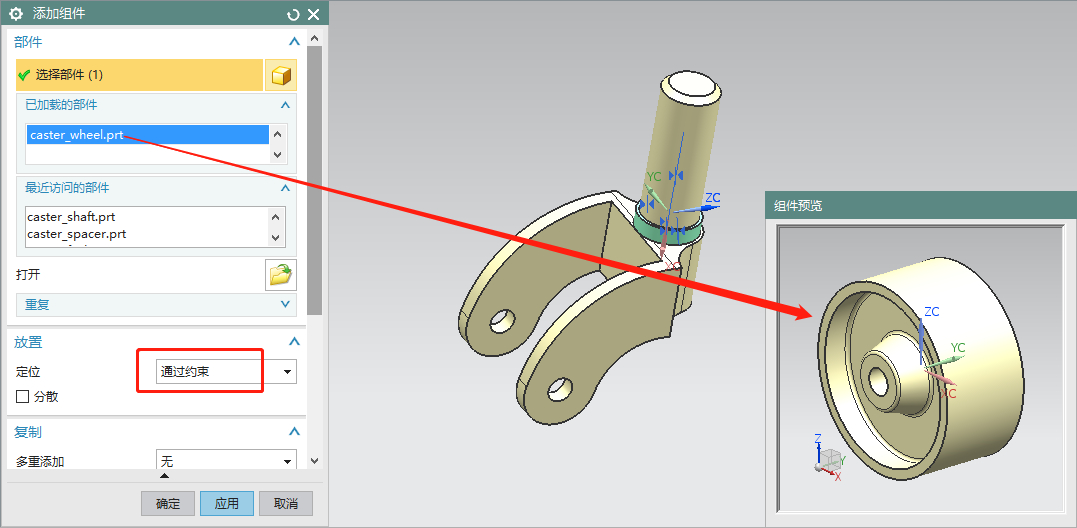 添加组件
部件
选择部件 (1)
已加载的部件
caster_wheel.prt
最近访问的部件
caster_shaft.prt
caster_spacer.prt
打开
重复
放置
定位
通过约束
分散
复制
多重添加
无
确定
应用
取消
YC
ZC
组件预览
ZC
YC
XC
Z
Y
X